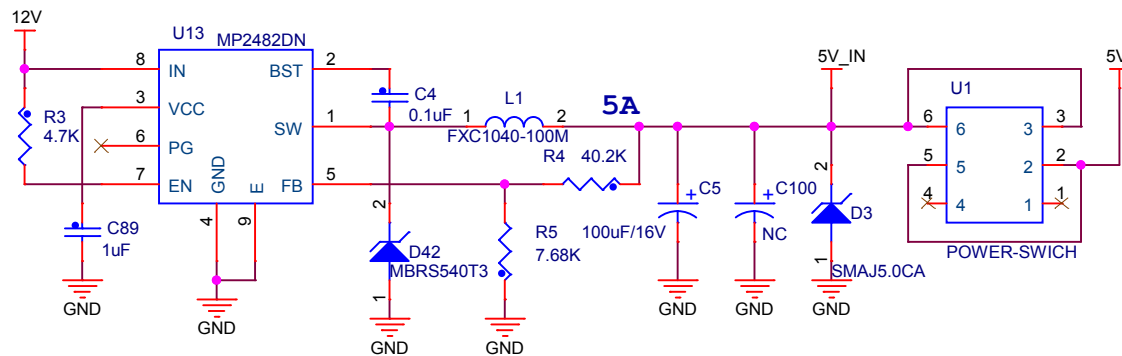 12V
U13
MP2482DN
8
IN
BST
2
3
VCC
C4
0.1uF
R3
4.7K
6
PG
SW
1
1
L1
2
FXC1040-100M
5A
7
EN
GND
E
FB
5
R4
40.2K
4
9
C89
1uF
GND
GND
2
D42
MBRS540T3
1
GND
R5
7.68K
GND
C5
100uF/16V
GND
C100
NC
GND
5V_IN
2
D3
SMAJ5.0CA
1
GND
U1
5V
6
6
3
3
5
5
2
2
4
4
1
1
POWER-SWICH